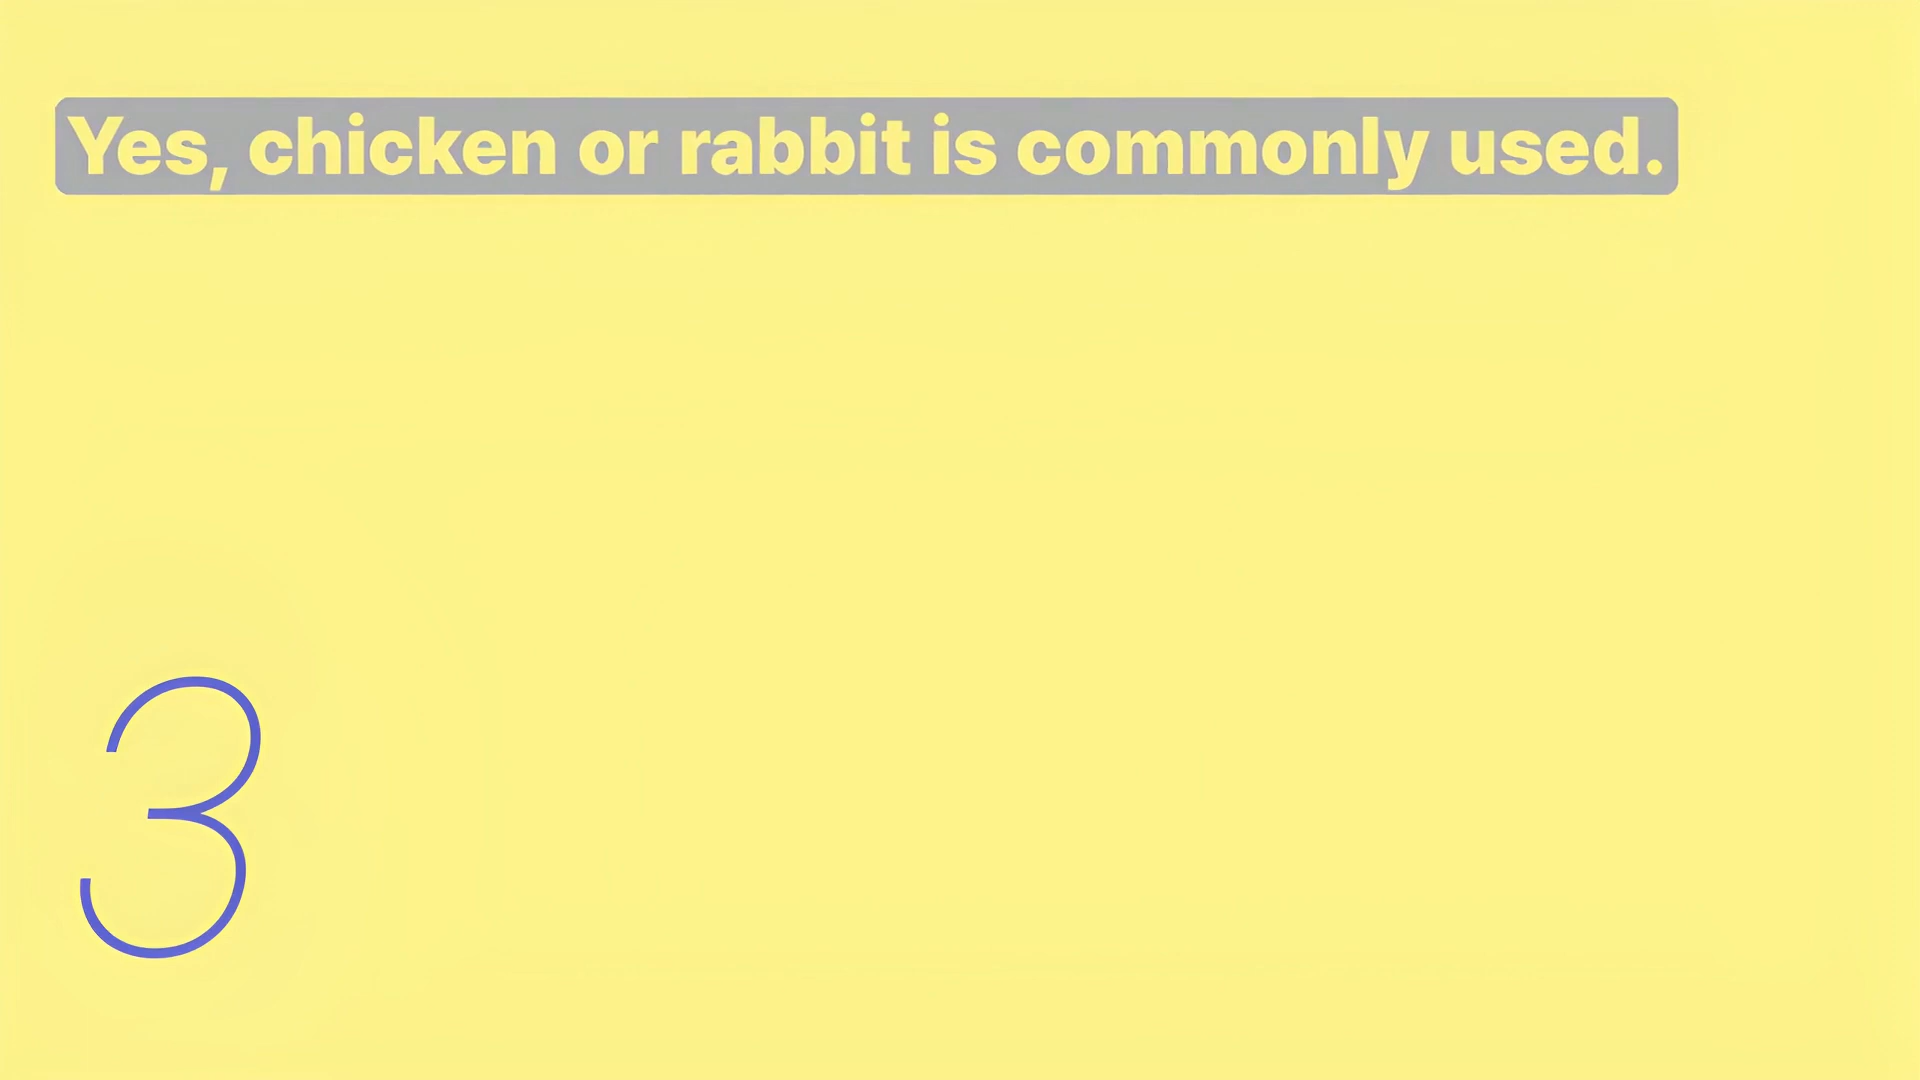 Yes, chicken or rabbit is commonly used.
3